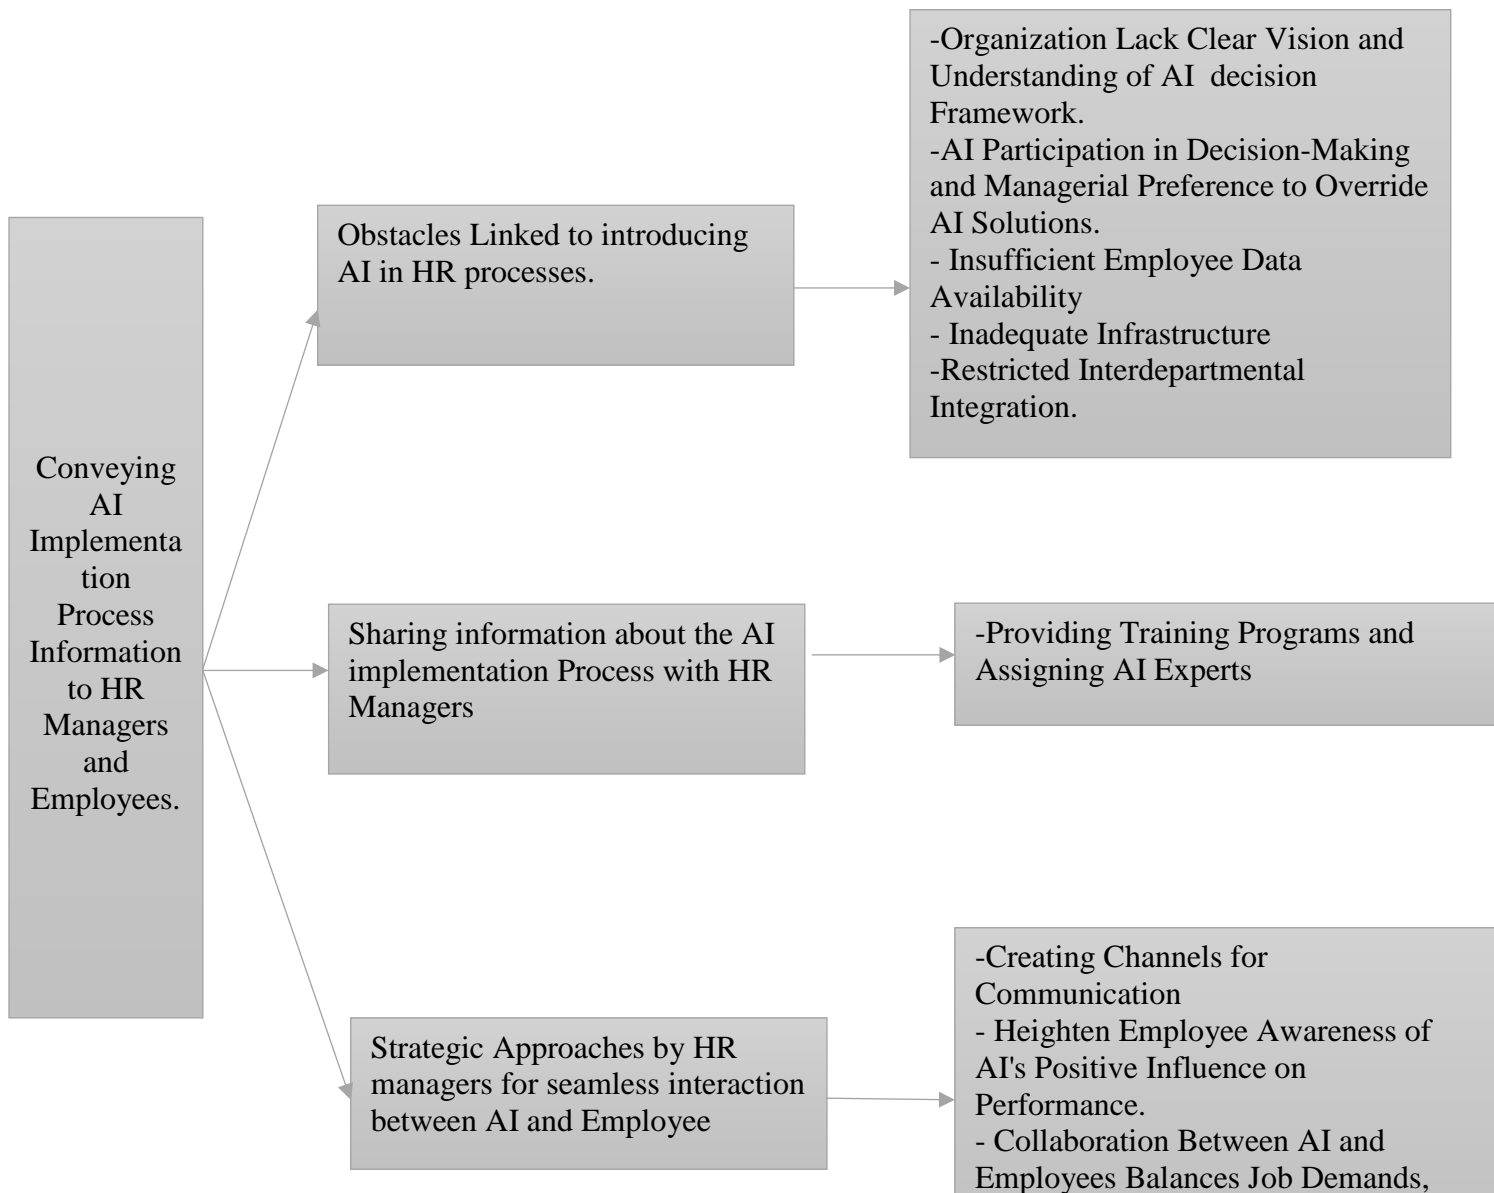 Conveying
AI
Implementa
tion
Process
Information
to HR
Managers
and
Employees.
Obstacles Linked to introducing
AI in HR processes.
-Organization Lack Clear Vision and
Understanding of AI  decision
Framework.
-AI Participation in Decision-Making
and Managerial Preference to Override
AI Solutions.
- Insufficient Employee Data
Availability
- Inadequate Infrastructure
-Restricted Interdepartmental
Integration.
Sharing information about the AI
implementation Process with HR
Managers
-Providing Training Programs and
Assigning AI Experts
Strategic Approaches by HR
managers for seamless interaction
between AI and Employee
-Creating Channels for
Communication
- Heighten Employee Awareness of
AI's Positive Influence on
Performance.
- Collaboration Between AI and
Employees Balances Job Demands,